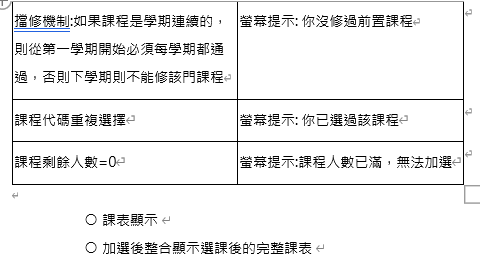 擋修機制:如果課程是學期連續的，
則從第一學期開始必須每學期都通
過，否則下學期則不能修該門課程
螢幕提示: 你沒修過前置課程
課程代碼重複選擇
螢幕提示: 你已選過該課程
課程剩餘人數=0
螢幕提示:課程人數已滿，無法加選
課表顯示
加選後整合顯示選課後的完整課表